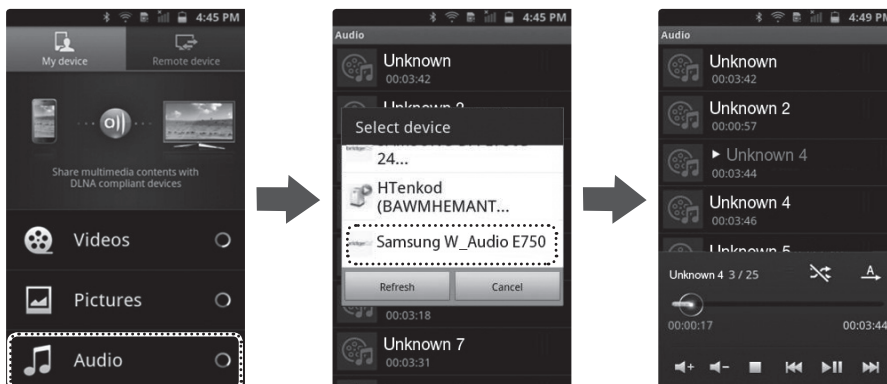 4:45 PM
My device
Remote device
Share multimedia contents with
DLNA compliant devices
Videos
Pictures
Audio
4:45 PM
Audio
Unknown
00:03:42
Select device
24...
HTenkod
(BAWMHEMANT...
Samsung W_Audio E750
Refresh
Cancel
00:03:18
Unknown 7
00:03:31
4:49 PM
Audio
Unknown
00:03:42
Unknown 2
00:00:57
Unknown 4
00:03:44
Unknown 4
00:03:46
Unknown 5
Unknown 4 3 / 25
A
00:00:17
00:03:44